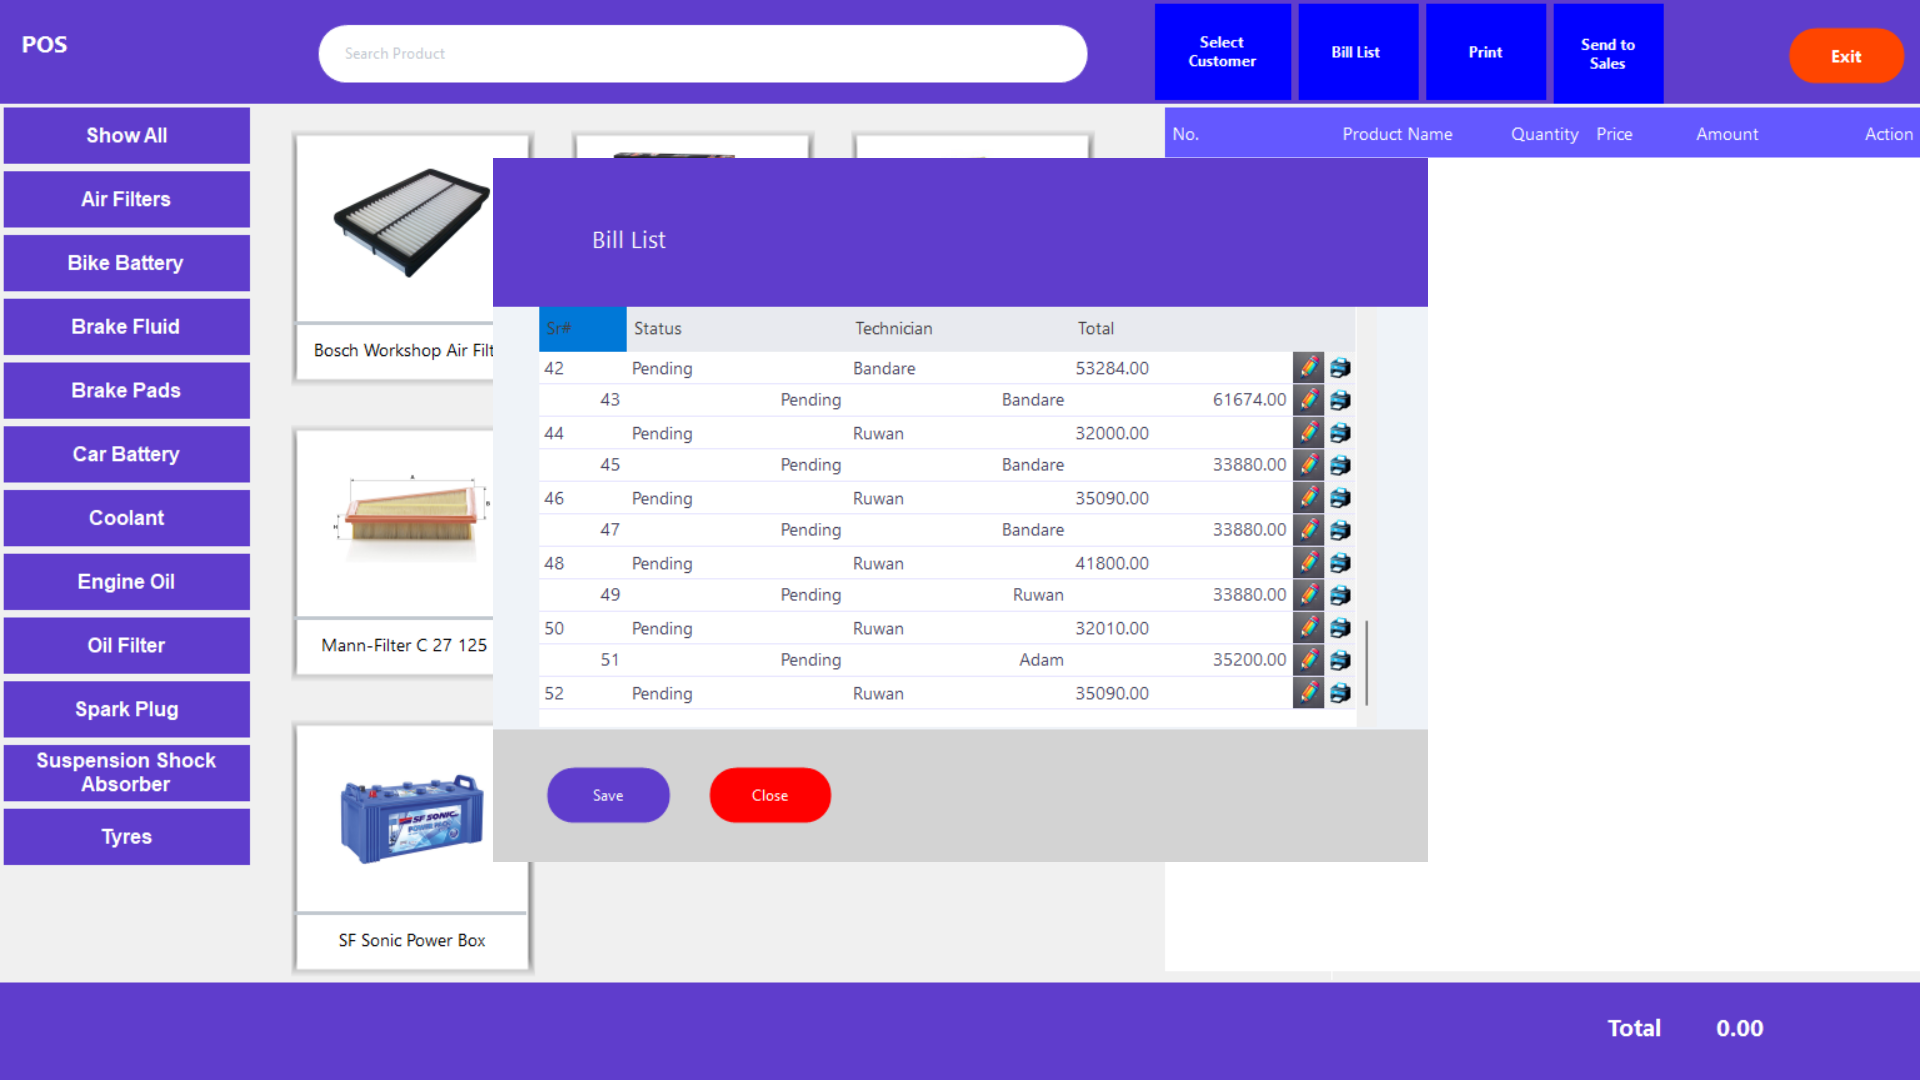 POS
Search Product
Select
Customer
Bill List
Print
Send to
Sales
Exit
Show All
Air Filters
Bike Battery
Brake Fluid
Brake Pads
Car Battery
Coolant
Engine Oil
Oil Filter
Spark Plug
Suspension Shock
Absorber
Tyres
Bosch Workshop Air Filt
Mann-Filter C 27 125
SF SONIC
SF Sonic Power Box
No. Product Name Quantity Price Amount Action
Bill List
Sr# Status Technician Total
42 Pending Bandare 53284.00
43 Pending Bandare 61674.00
44 Pending Ruwan 32000.00
45 Pending Bandare 33880.00
46 Pending Ruwan 35090.00
47 Pending Bandare 33880.00
48 Pending Ruwan 41800.00
49 Pending Ruwan 33880.00
50 Pending Ruwan 32010.00
51 Pending Adam 35200.00
52 Pending Ruwan 35090.00
Save
Close
Total 0.00